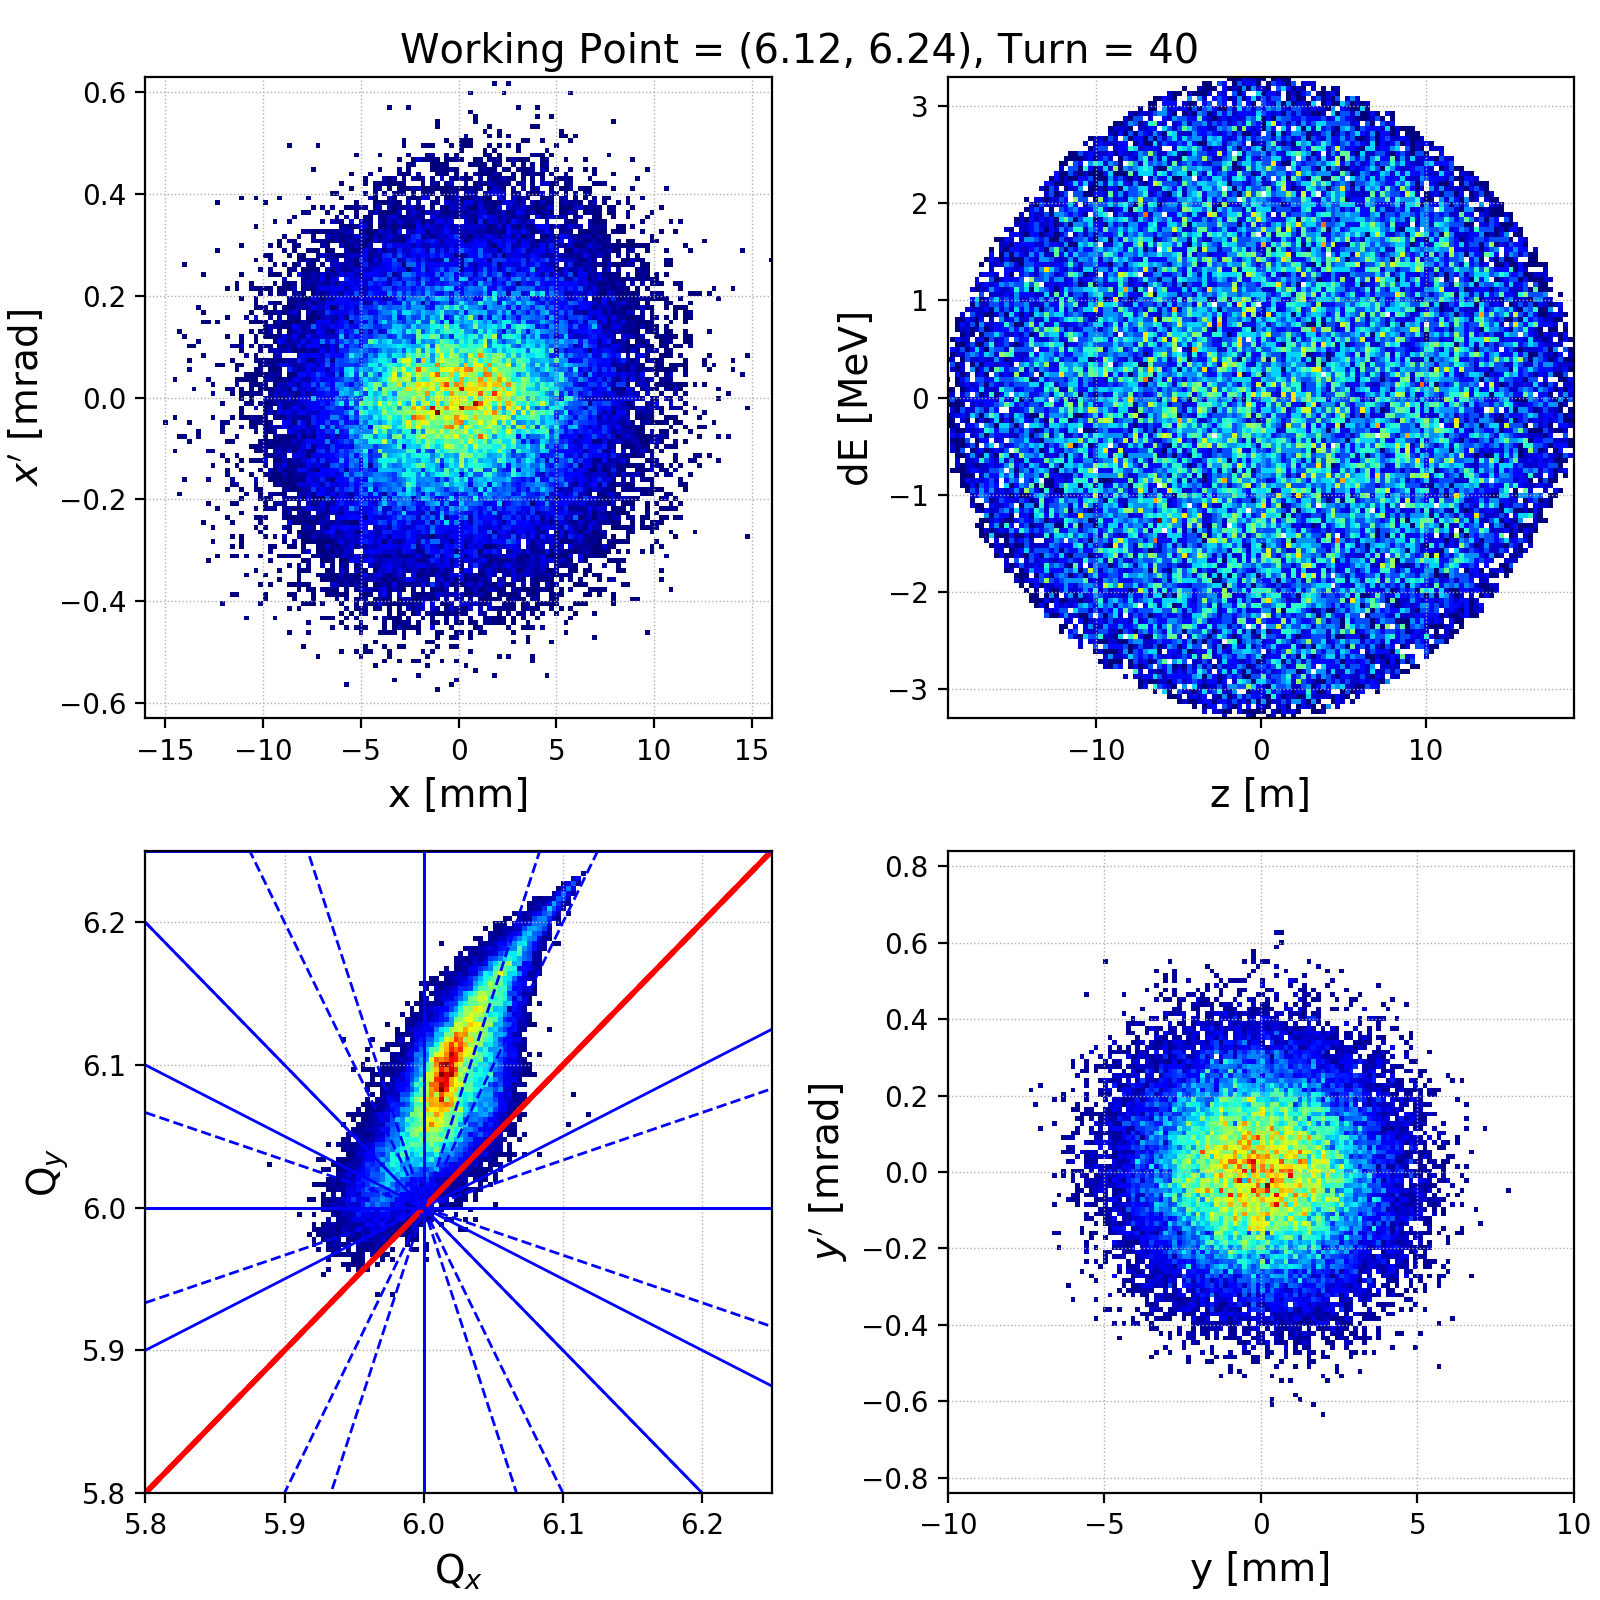 Working Point = (6.12, 6.24), Turn = 40
0.6
0.4
0.2
0.0
−0.2
−0.4
−0.6
x′ [mrad]
−15 −10 −5 0 5 10 15
x [mm]
3
2
1
0
−1
−2
−3
dE [MeV]
−10 0 10
z [m]
6.2
6.1
6.0
5.9
5.8
Qy
5.8 5.9 6.0 6.1 6.2
Qx
0.8
0.6
0.4
0.2
0.0
−0.2
−0.4
−0.6
−0.8
y′ [mrad]
−10 −5 0 5 10
y [mm]